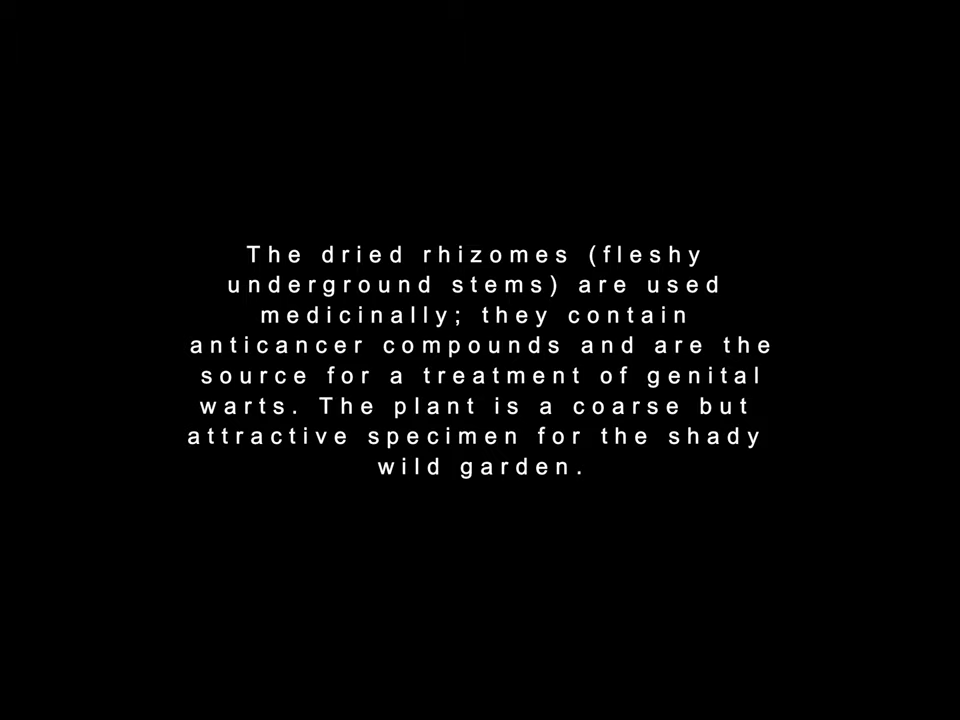 The dried rhizomes (fleshy
underground stems) are used
medicinally; they contain
anticancer compounds and are the
source for a treatment of genital
warts. The plant is a coarse but
attractive specimen for the shady
wild garden.